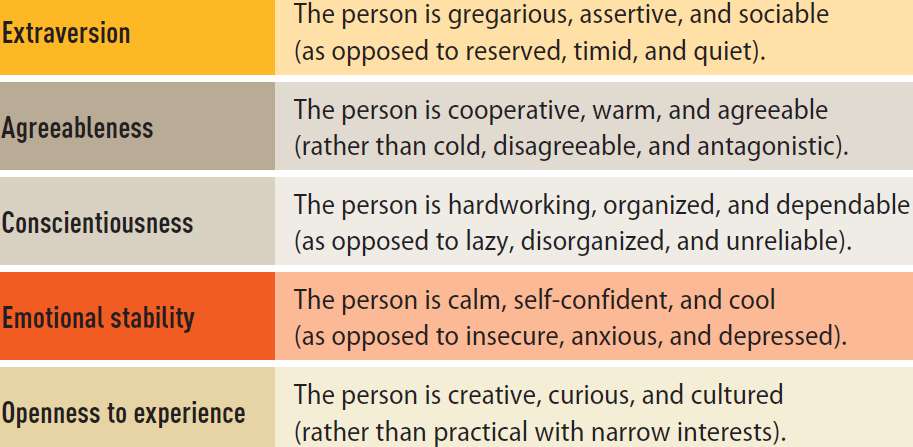 Extraversion
The person is gregarious, assertive, and sociable
(as opposed to reserved, timid, and quiet).
Agreeableness
The person is cooperative, warm, and agreeable
(rather than cold, disagreeable, and antagonistic).
Conscientiousness
The person is hardworking, organized, and dependable
(as opposed to lazy, disorganized, and unreliable).
Emotional stability
The person is calm, self-confident, and cool
(as opposed to insecure, anxious, and depressed).
Openness to experience
The person is creative, curious, and cultured
(rather than practical with narrow interests).